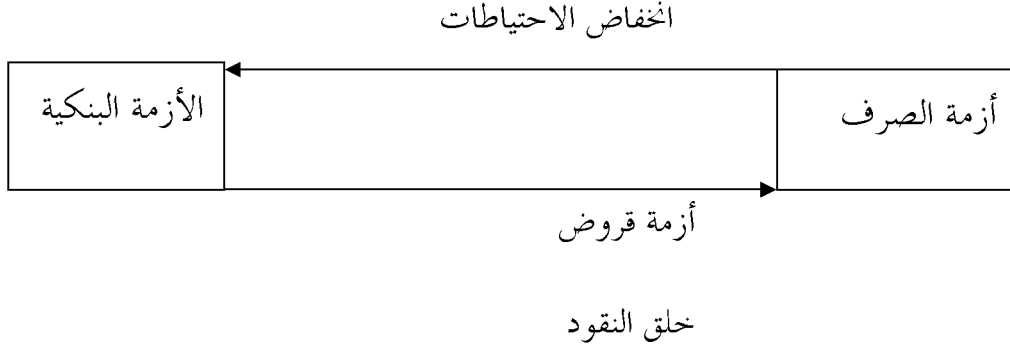 انخفاض الاحتياطات
أزمة الصرف
الأزمة البنكية
أزمة قروض
خلق النقود